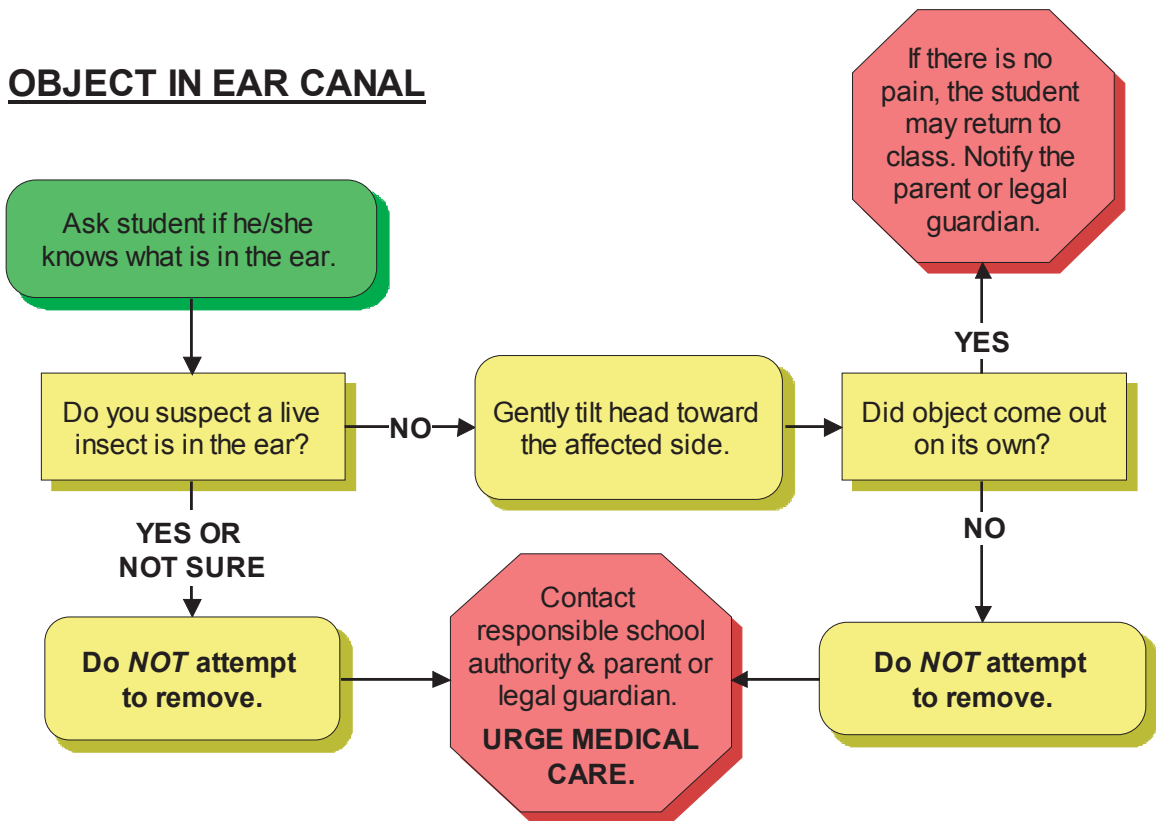 OBJECT IN EAR CANAL
Ask student if he/she
knows what is in the ear.
Do you suspect a live
insect is in the ear?
NO
Gently tilt head toward
the affected side.
Did object come out
on its own?
YES
If there is no
pain, the student
may return to
class. Notify the
parent or legal
guardian.
YES OR
NOT SURE
Do NOT attempt
to remove.
NO
Do NOT attempt
to remove.
Contact
responsible school
authority & parent or
legal guardian.
URGE MEDICAL
CARE.